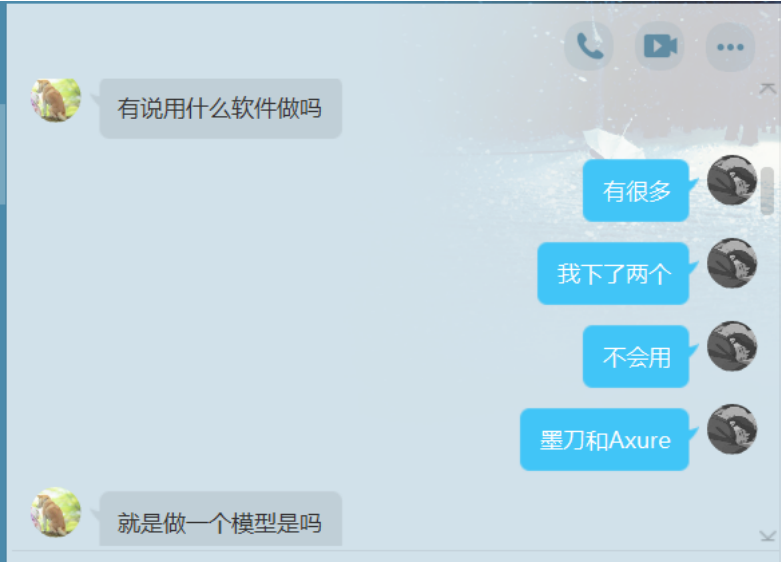 有说用什么软件做吗
有很多
我下了两个
不会用
墨刀和Axure
就是做一个模型是吗